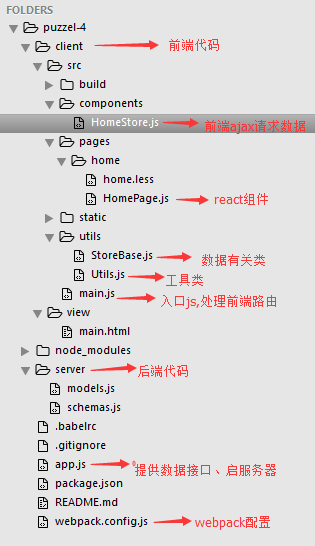 FOLDERS
puzzel-4
client 前端代码
src
build
components
HomeStore.js 前端ajax请求数据
pages
home
home.less
HomePage.js react组件
static
utils
StoreBase.js 数据有关类
Utils.js 工具类
main.js 入口js,处理前端路由
view
main.html
node_modules
server 后端代码
models.js
schemas.js
.babelrc
.gitignore
app.js 提供数据接口、启服务器
package.json
README.md
webpack.config.js webpack配置